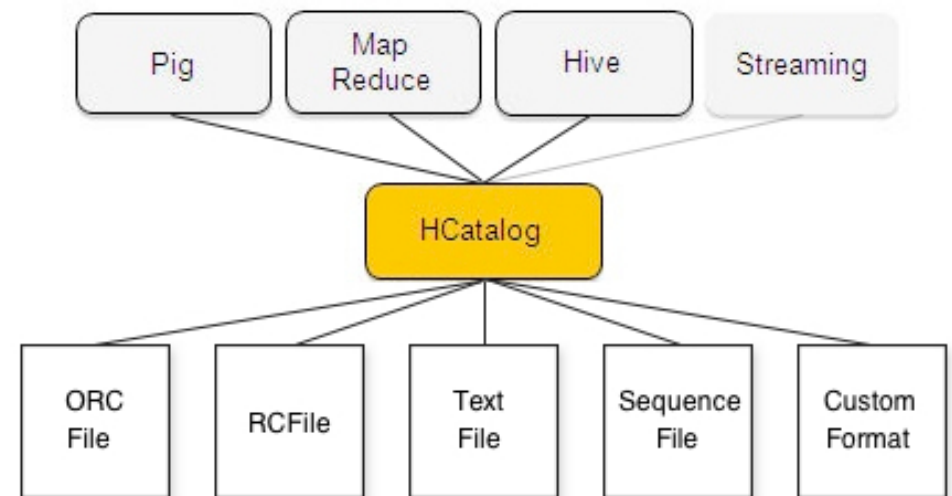 Pig
Map
Reduce
Hive
Streaming
HCatalog
ORC
File
RCFile
Text
File
Sequence
File
Custom
Format